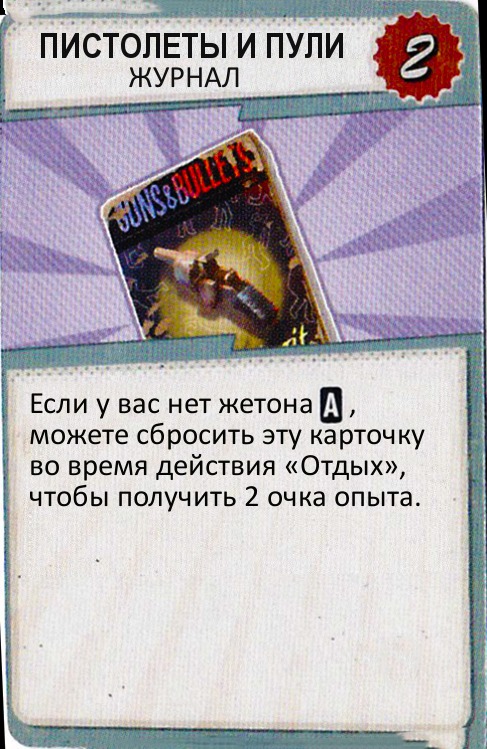 ПИСТОЛЕТЫ И ПУЛИ
ЖУРНАЛ
2
GUNS&BULLETS
Если у вас нет жетона A ,
можете сбросить эту карточку
во время действия «Отдых»,
чтобы получить 2 очка опыта.